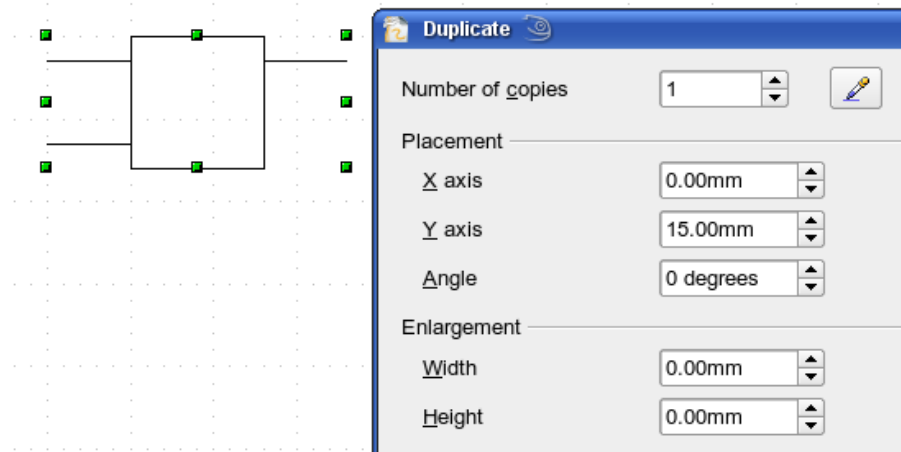 Duplicate
Number of copies 1
Placement
X axis 0.00mm
Y axis 15.00mm
Angle 0 degrees
Enlargement
Width 0.00mm
Height 0.00mm